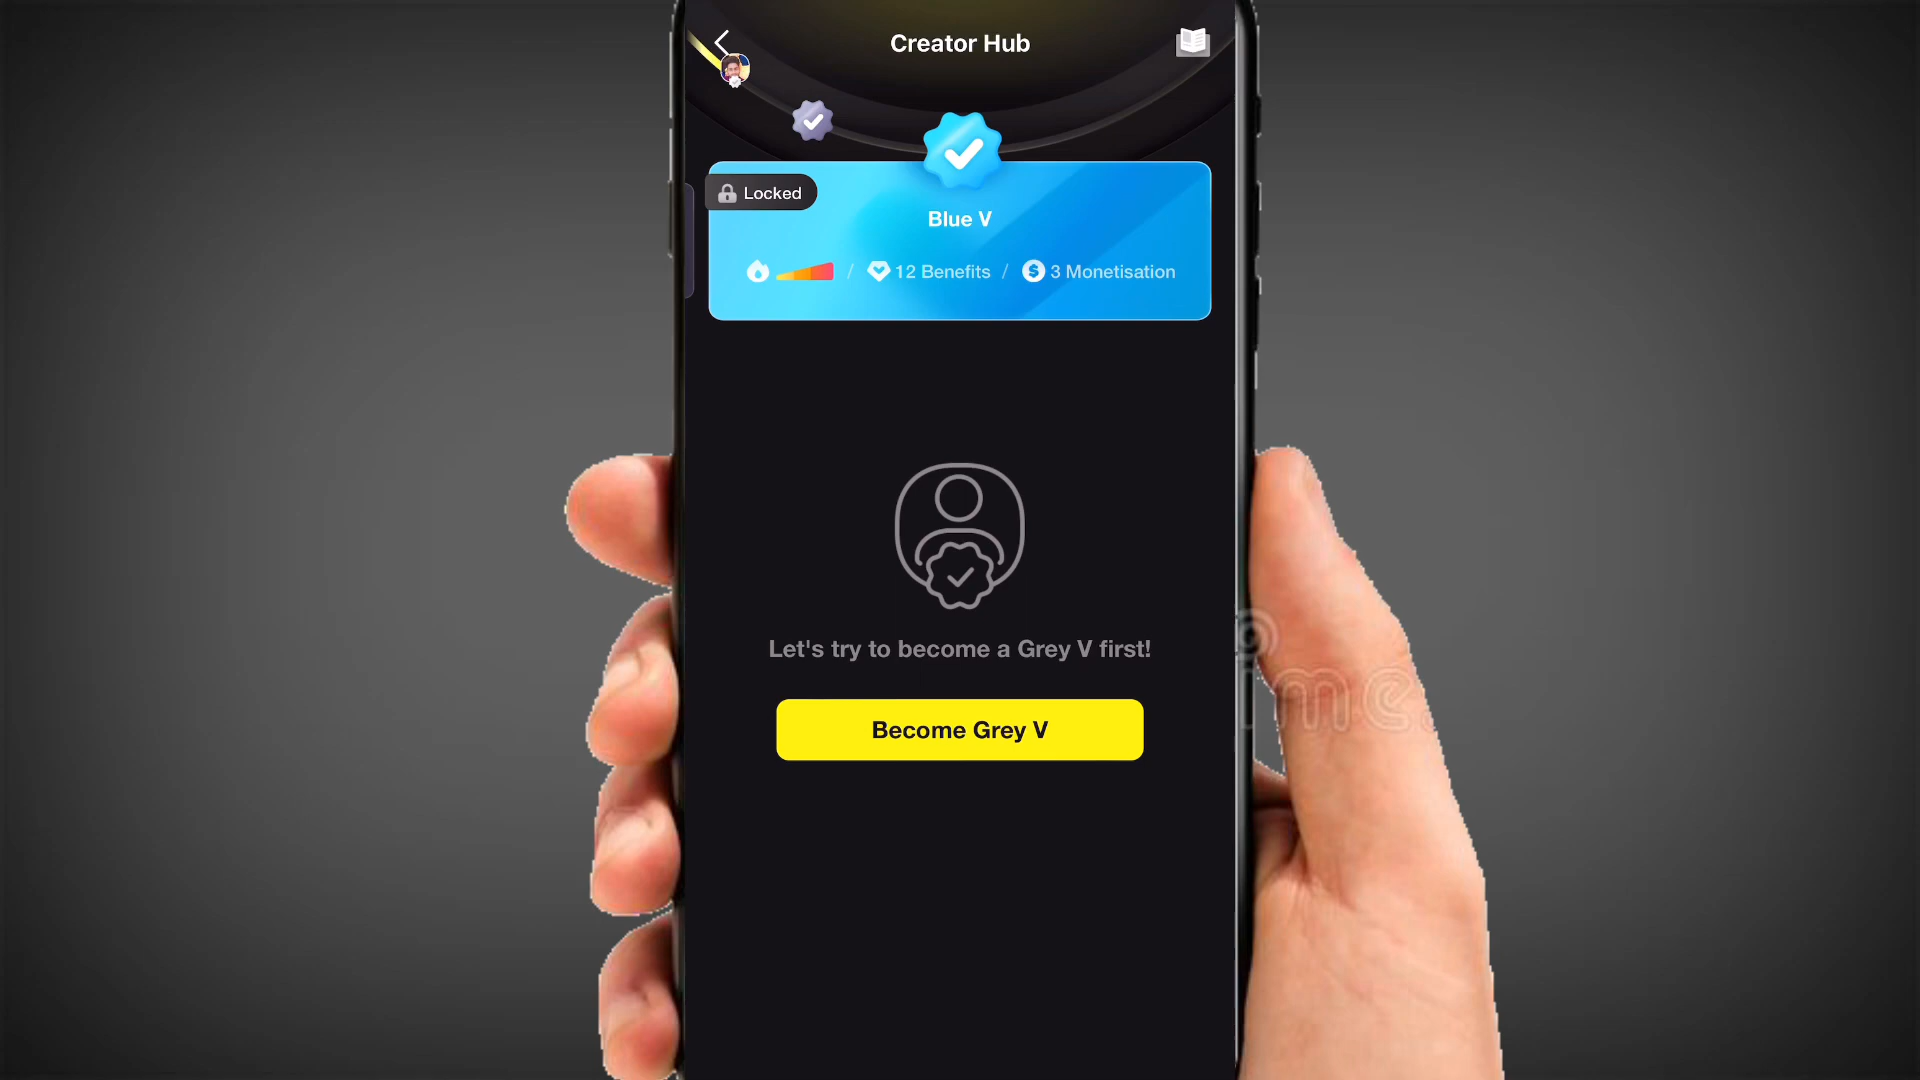 Creator Hub
Locked
Blue V
/ 12 Benefits / 3 Monetisation
Let's try to become a Grey V first!
Become Grey V